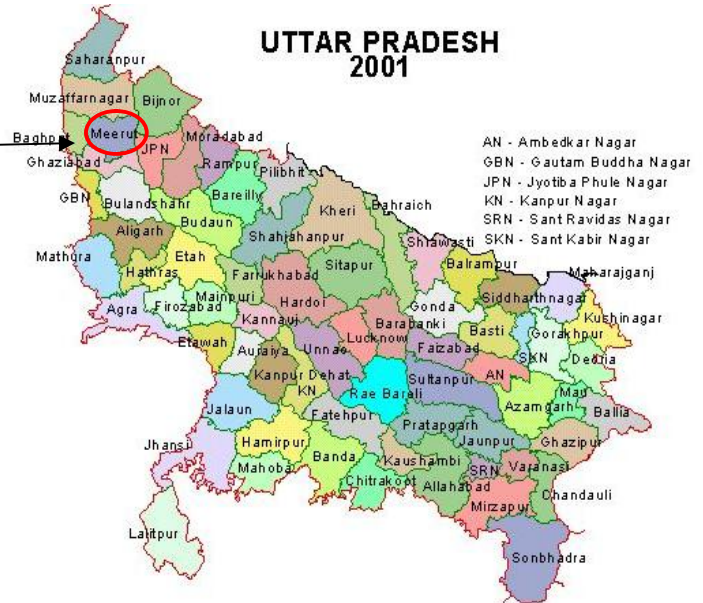 UTTAR PRADESH
2001
Saharanpur
Muzaffarnagar
Bijnor
Baghpat
Meerut
JPN
Moradabad
Ghaziabad
Rampur
Pilibhit
GBN
Bulandshahr
Bareilly
Kheri
Bahraich
Budaun
Aligarh
Shahjahanpur
Shrawasti
Mathura
Hathras
Etah
Farrukhabad
Sitapur
Balrampur
Maharajganj
Agra
Firozabad
Mainpuri
Hardoi
Gonda
Siddharthnagar
Kushinagar
Kannauj
Barabanki
Basti
Gorakhpur
Etawah
Auraiya
Unnao
Lucknow
Faizabad
SKN
Deoria
Kanpur Dehat
KN
Rae Bareli
Sultanpur
AN
Mau
Jalaun
Fatehpur
Azamgarh
Ballia
Pratapgarh
Jhansi
Hamirpur
Jaunpur
Ghazipur
Mahoba
Banda
Kaushambi
SRN
Varanasi
Chitrakoot
Allahabad
Chandauli
Mirzapur
Lalitpur
Sonbhadra
AN - Ambedkar Nagar
GBN - Gautam Buddha Nagar
JPN - Jyotiba Phule Nagar
KN - Kanpur Nagar
SRN - Sant Ravidas Nagar
SKN - Sant Kabir Nagar